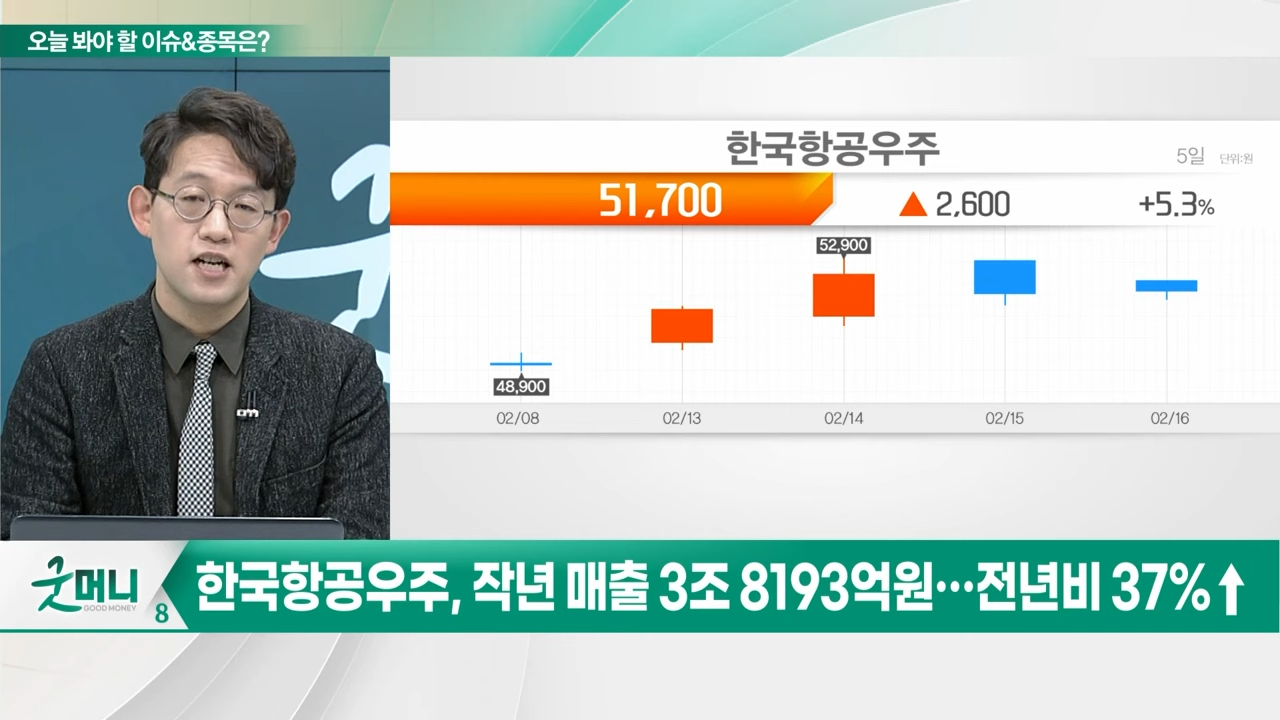 오늘 봐야 할 이슈&종목은?
한국항공우주
5일 단위:원
51,700 ▲ 2,600 +5.3%
52,900
48,900
02/08 02/13 02/14 02/15 02/16
굿머니
GOOD MONEY
8
한국항공우주, 작년 매출 3조 8193억원…전년비 37%↑